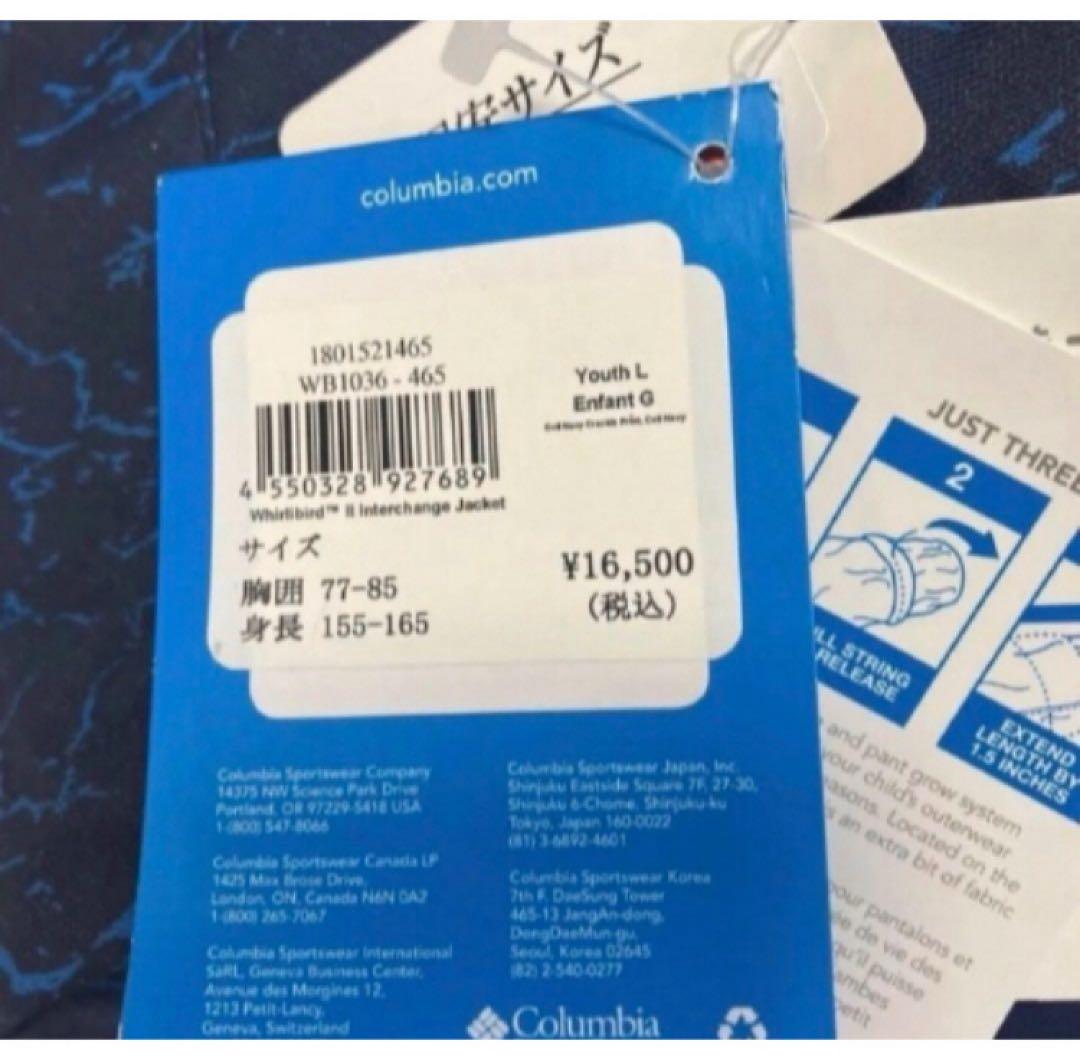 サイズ
columbia.com
1801521465
WB1036 - 465
4 550328 927689
Whirlibird™ II Interchange Jacket
Youth L
Enfant G
サイズ
胸囲 77-85
身長 155-165
¥16,500
(税込)
Columbia Sportswear Company
14375 NW Science Park Drive
Portland, OR 97229-5418 USA
1-(800) 547-8066
Columbia Sportswear Canada LP
1425 Max Brose Drive,
London, ON, Canada N6N 0A2
1-(800) 265-7067
Columbia Sportswear International
SàRL, Geneva Business Center,
Avenue des Morgines 12,
1213 Petit-Lancy,
Geneva, Switzerland
Columbia Sportswear Japan, Inc.
Shinjuku Eastside Square 7F, 27-30,
Shinjuku 6-Chome, Shinjuku-ku
Tokyo, Japan 160-0022
(81) 3-6892-4601
Columbia Sportswear Korea
7th F. DaeSung Tower
465-13 JangAn-dong,
DongDaeMun-gu,
Seoul, Korea 02645
(82) 2-540-0277
Columbia
JUST THREE
2
STRING
RELEASE
EXTEND
LENGTH BY
1.5 INCHES
and pant grow system
your child's outerwear
Located on the
an extra bit of fabric
pour pantalons et
de vie des
qu'il puisse